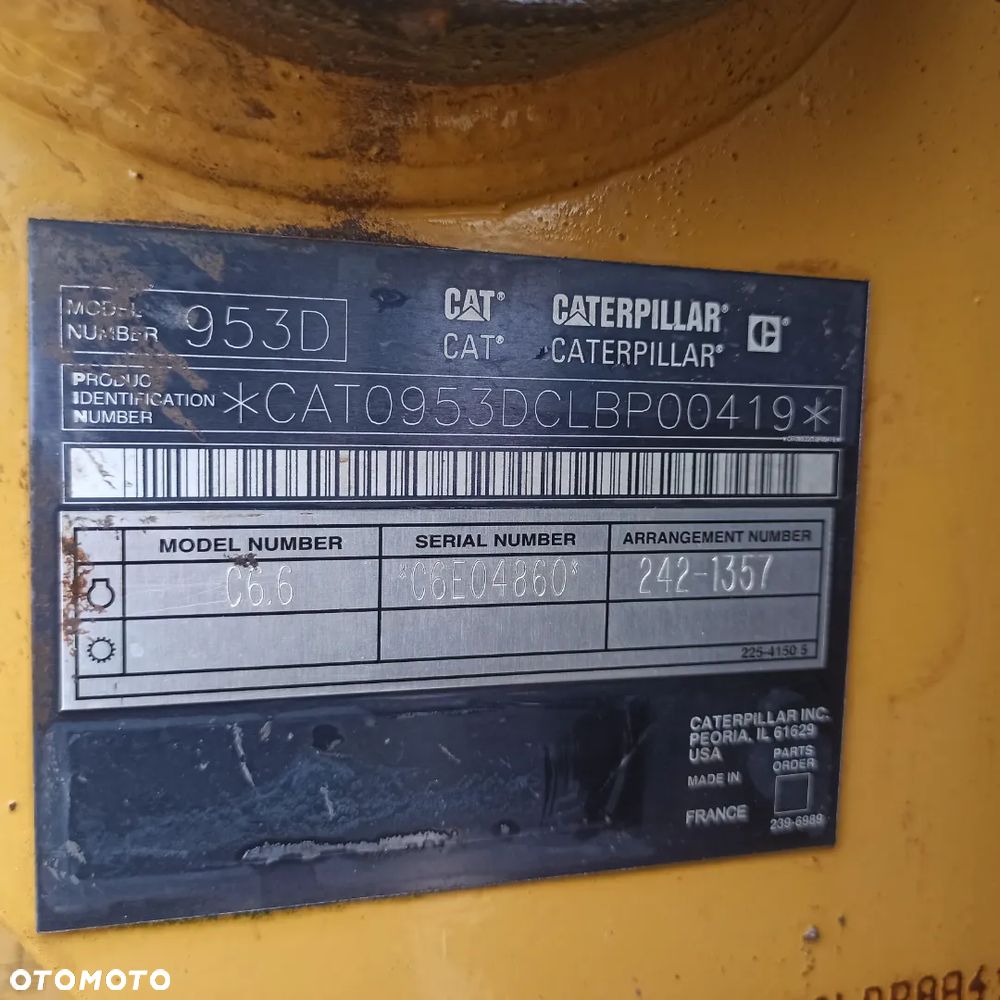 MODEL NUMBER 953D
CAT® CATERPILLAR®
CAT® CATERPILLAR®
PRODUC IDENTIFICATION NUMBER *CAT0953DCLBP00419*
MODEL NUMBER SERIAL NUMBER ARRANGEMENT NUMBER
C6.6 *C6E04860* 242-1357
225-4150 5
CATERPILLAR INC.
PEORIA, IL 61629
USA
PARTS
ORDER
MADE IN
FRANCE
239-6989
OTOMOTO